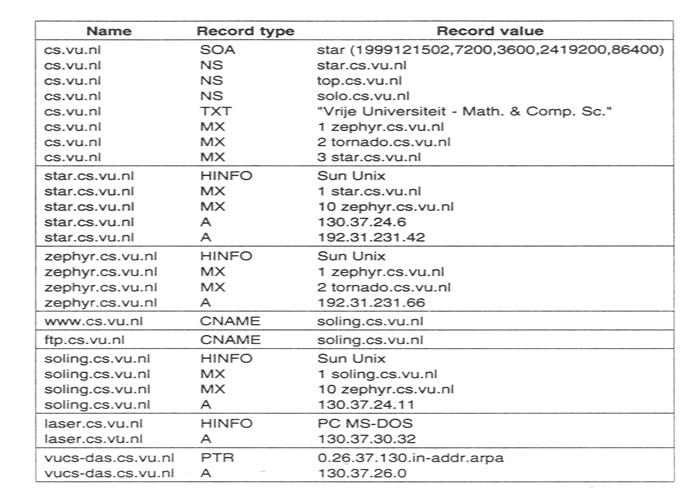 Name Record type Record value
cs.vu.nl SOA star (1999121502,7200,3600,2419200,86400)
cs.vu.nl NS star.cs.vu.nl
cs.vu.nl NS top.cs.vu.nl
cs.vu.nl NS solo.cs.vu.nl
cs.vu.nl TXT "Vrije Universiteit - Math. & Comp. Sc."
cs.vu.nl MX 1 zephyr.cs.vu.nl
cs.vu.nl MX 2 tornado.cs.vu.nl
cs.vu.nl MX 3 star.cs.vu.nl
star.cs.vu.nl HINFO Sun Unix
star.cs.vu.nl MX 1 star.cs.vu.nl
star.cs.vu.nl MX 10 zephyr.cs.vu.nl
star.cs.vu.nl A 130.37.24.6
star.cs.vu.nl A 192.31.231.42
zephyr.cs.vu.nl HINFO Sun Unix
zephyr.cs.vu.nl MX 1 zephyr.cs.vu.nl
zephyr.cs.vu.nl MX 2 tornado.cs.vu.nl
zephyr.cs.vu.nl A 192.31.231.66
www.cs.vu.nl CNAME soling.cs.vu.nl
ftp.cs.vu.nl CNAME soling.cs.vu.nl
soling.cs.vu.nl HINFO Sun Unix
soling.cs.vu.nl MX 1 soling.cs.vu.nl
soling.cs.vu.nl MX 10 zephyr.cs.vu.nl
soling.cs.vu.nl A 130.37.24.11
laser.cs.vu.nl HINFO PC MS-DOS
laser.cs.vu.nl A 130.37.30.32
vucs-das.cs.vu.nl PTR 0.26.37.130.in-addr.arpa
vucs-das.cs.vu.nl A 130.37.26.0